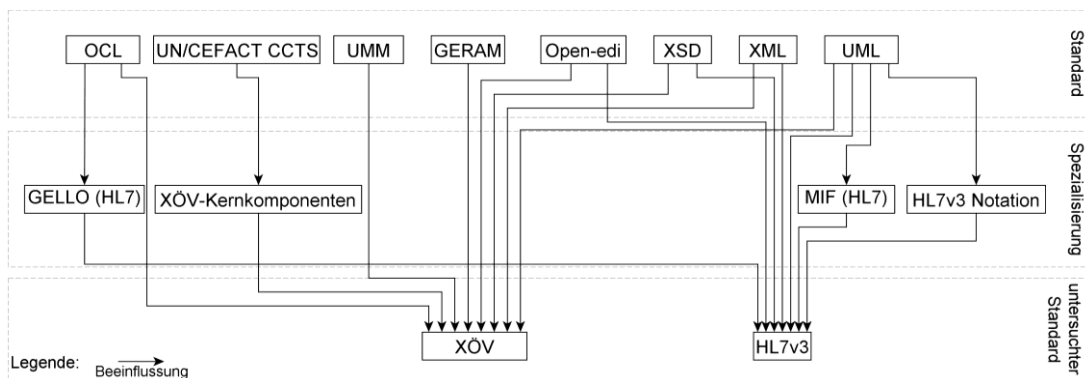 OCL
UN/CEFACT CCTS
UMM
GERAM
Open-edi
XSD
XML
UML
Standard
GELLO (HL7)
XÖV-Kernkomponenten
MIF (HL7)
HL7v3 Notation
Spezialisierung
XÖV
HL7v3
untersuchter
Standard
Legende:
Beeinflussung